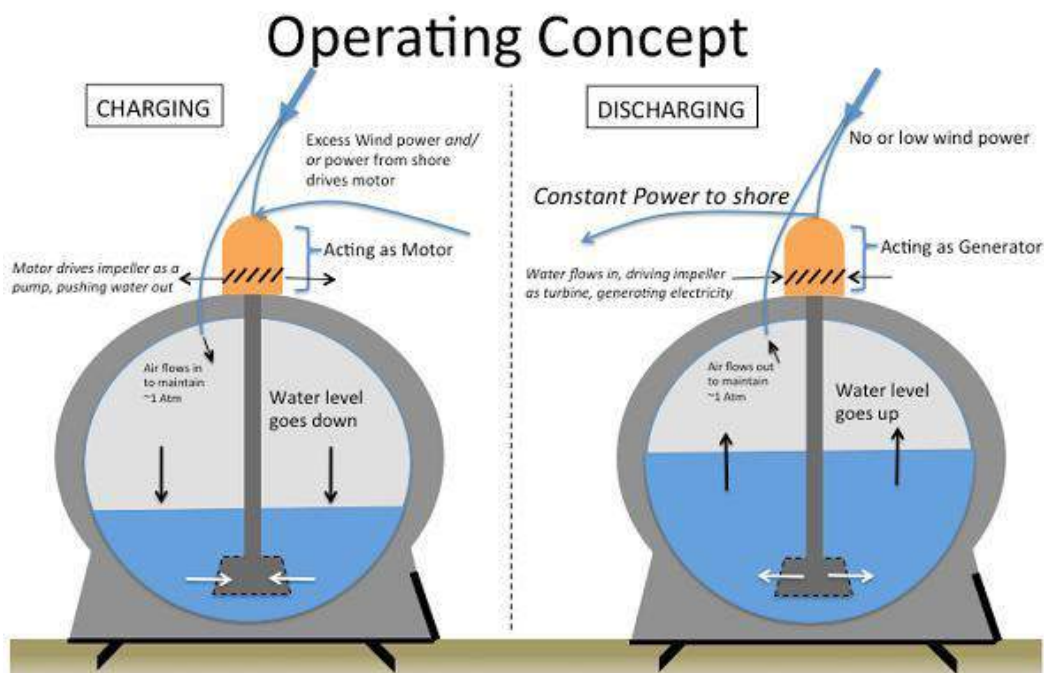 Operating Concept
CHARGING
Excess Wind power and/
or power from shore
drives motor
Acting as Motor
Motor drives impeller as a
pump, pushing water out
Air flows in
to maintain
~1 Atm
Water level
goes down
DISCHARGING
No or low wind power
Constant Power to shore
Acting as Generator
Water flows in, driving impeller
as turbine, generating electricity
Air flows out
to maintain
~1 Atm
Water level
goes up